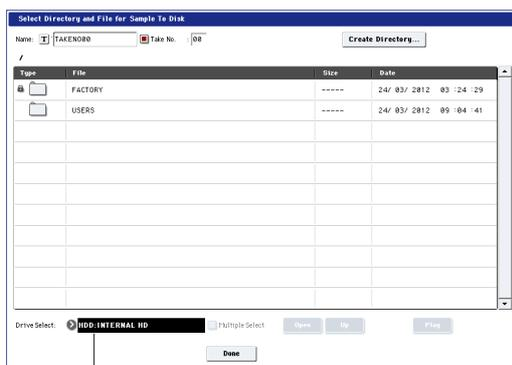 Select Directory and File for Sample To Disk
Name: T TAKENO00 Take No. : 00 Create Directory...
/
Type File Size Date
FACTORY ----- 24/ 03/ 2012 03 :24 :29
USERS ----- 24/ 03/ 2012 09 :04 :41
Drive Select: HDD:INTERNAL HD Multiple Select Open Up Play
Done